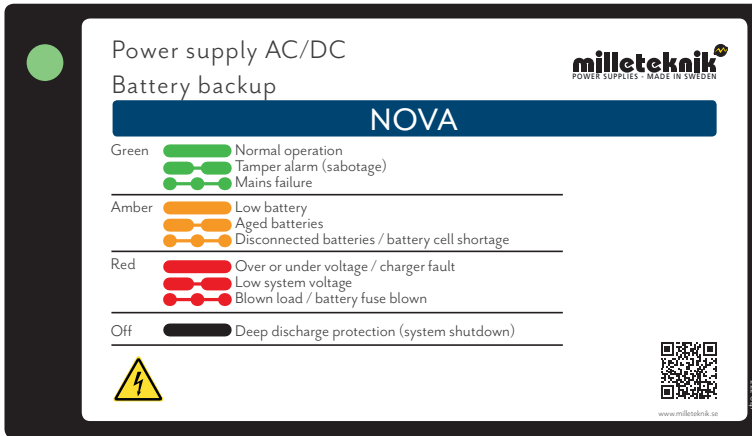 Power supply AC/DC
Battery backup
milleteknik
POWER SUPPLIES - MADE IN SWEDEN
NOVA
Green Normal operation
Tamper alarm (sabotage)
Mains failure
Amber Low battery
Aged batteries
Disconnected batteries / battery cell shortage
Red Over or under voltage / charger fault
Low system voltage
Blown load / battery fuse blown
Off Deep discharge protection (system shutdown)
www.milleteknik.se